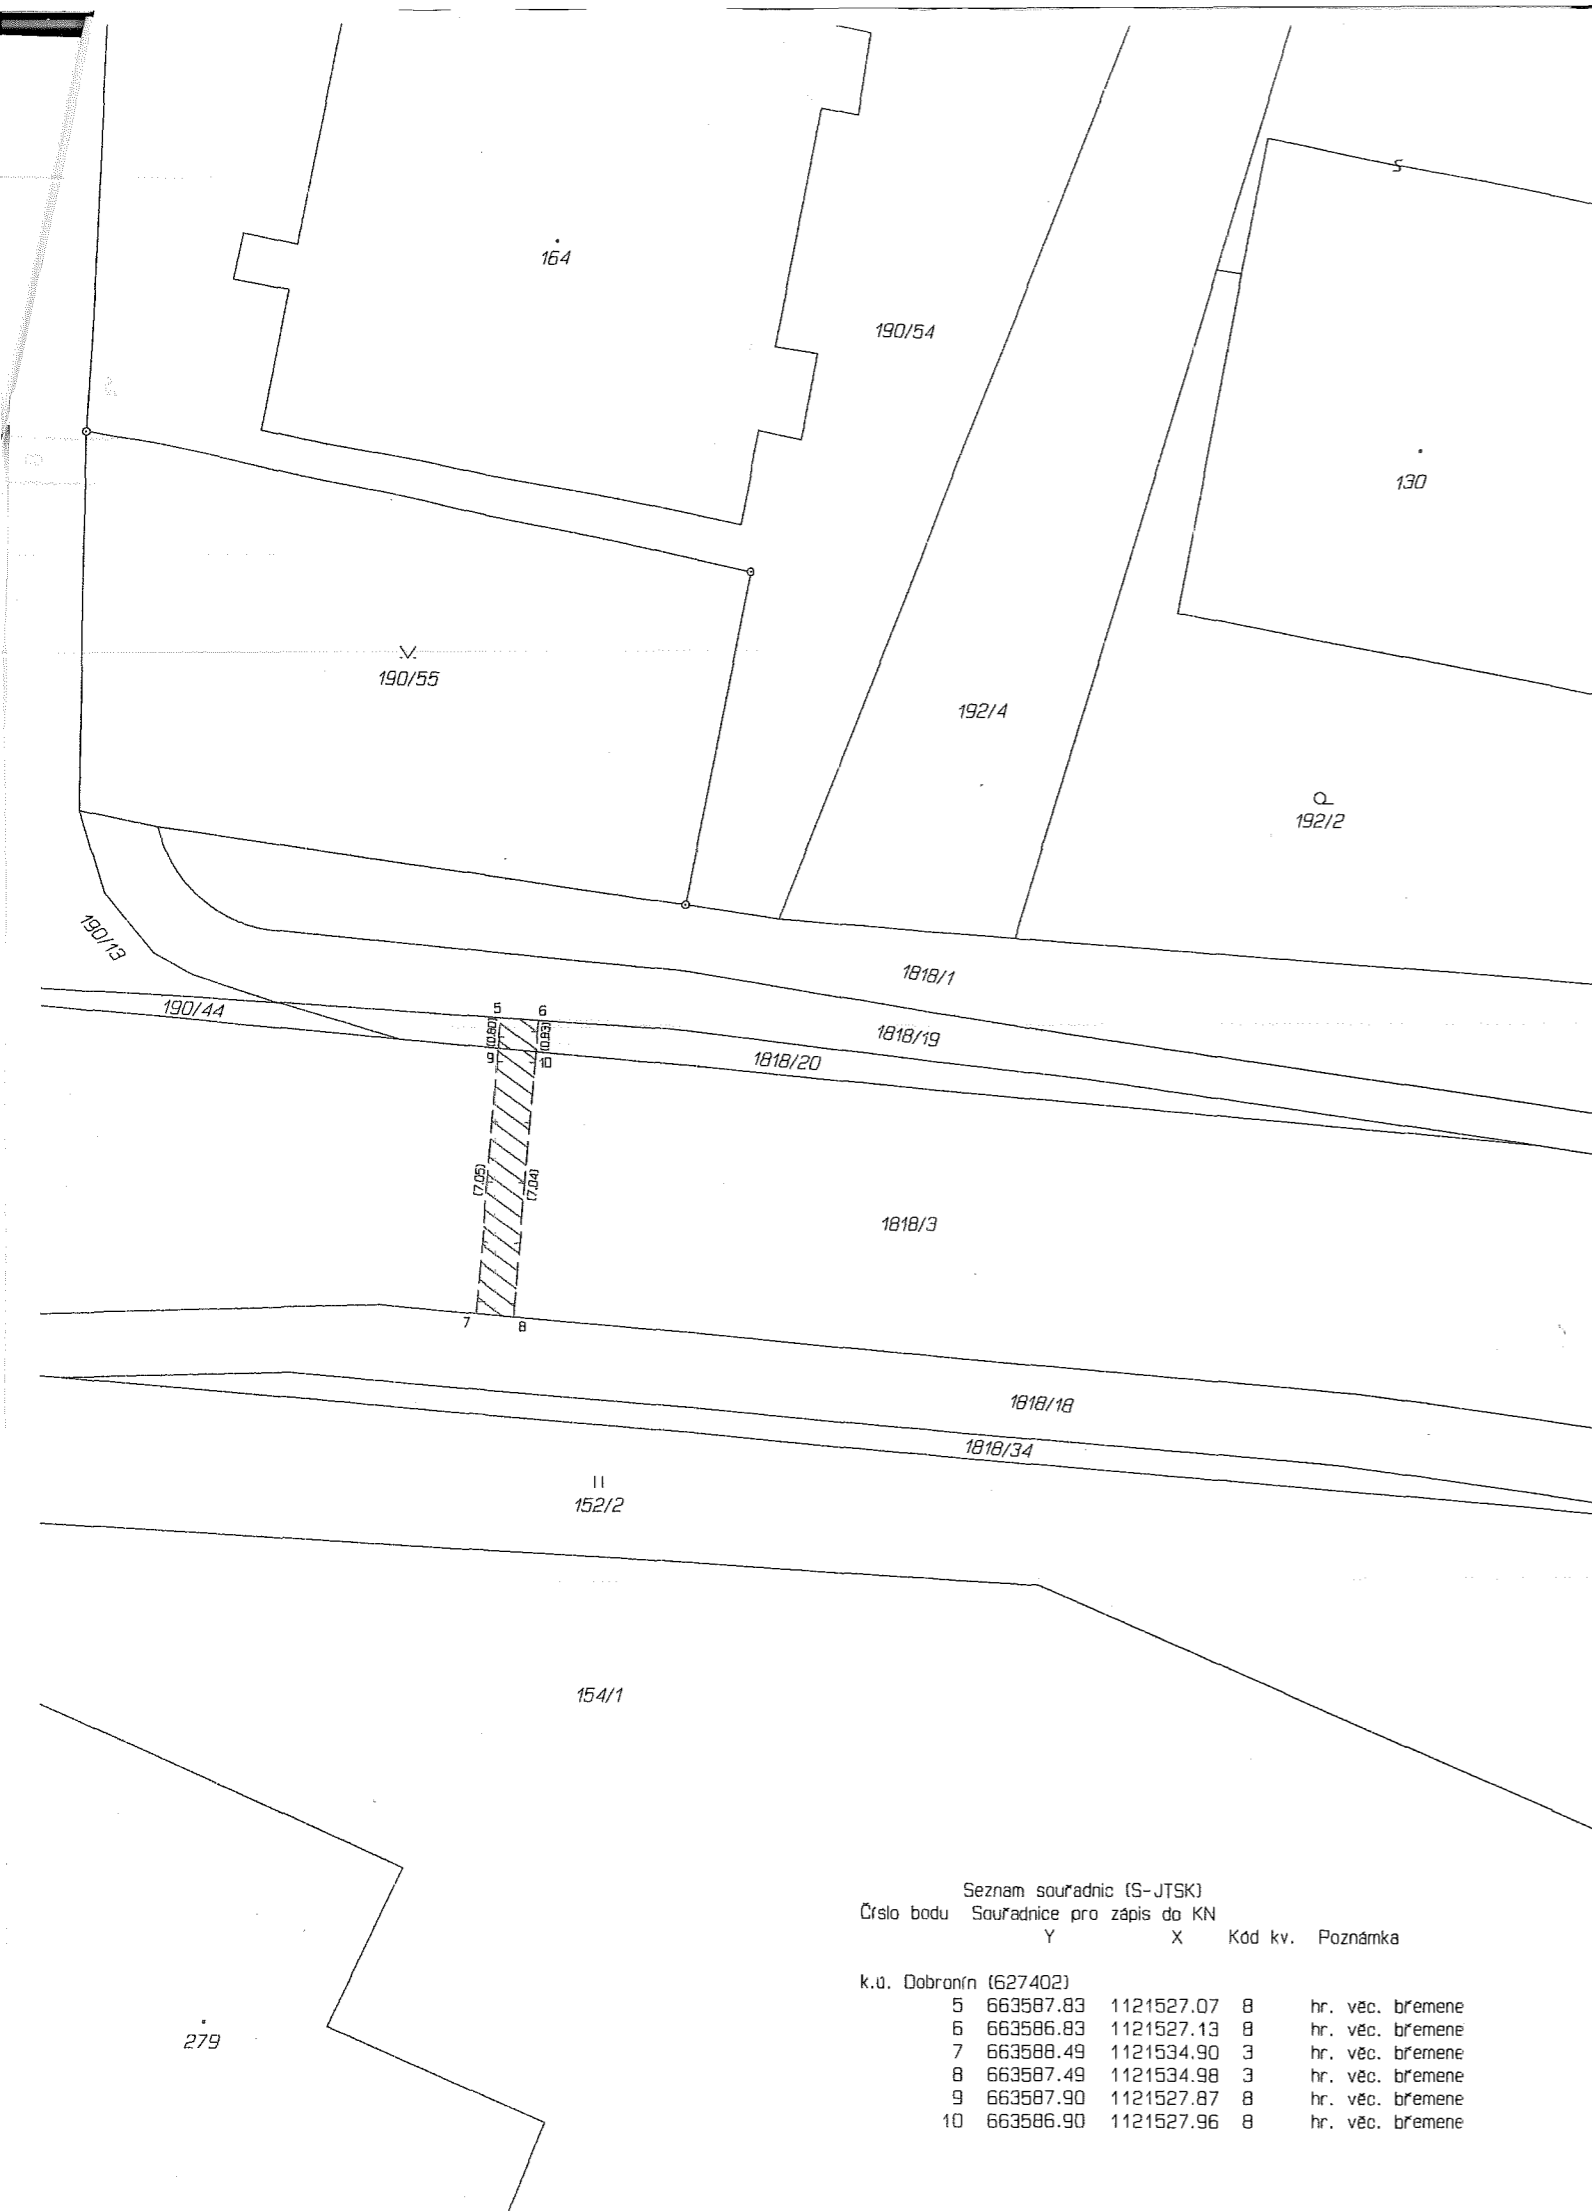 164
190/54
130
190/55
192/4
192/2
190/13
1818/1
190/44
5
6
(0.80)
(0.83)
1818/19
9
10
1818/20
(7.05)
(7.04)
1818/3
7
8
1818/18
1818/34
152/2
154/1
279
Seznam souřadnic (S-JTSK)
Číslo bodu Souřadnice pro zápis do KN
Y X Kód kv. Poznámka
k.ú. Dobronín (627402)
5 663587.83 1121527.07 8 hr. věc. břemene
6 663586.83 1121527.13 8 hr. věc. břemene
7 663588.49 1121534.90 3 hr. věc. břemene
8 663587.49 1121534.98 3 hr. věc. břemene
9 663587.90 1121527.87 8 hr. věc. břemene
10 663586.90 1121527.96 8 hr. věc. břemene